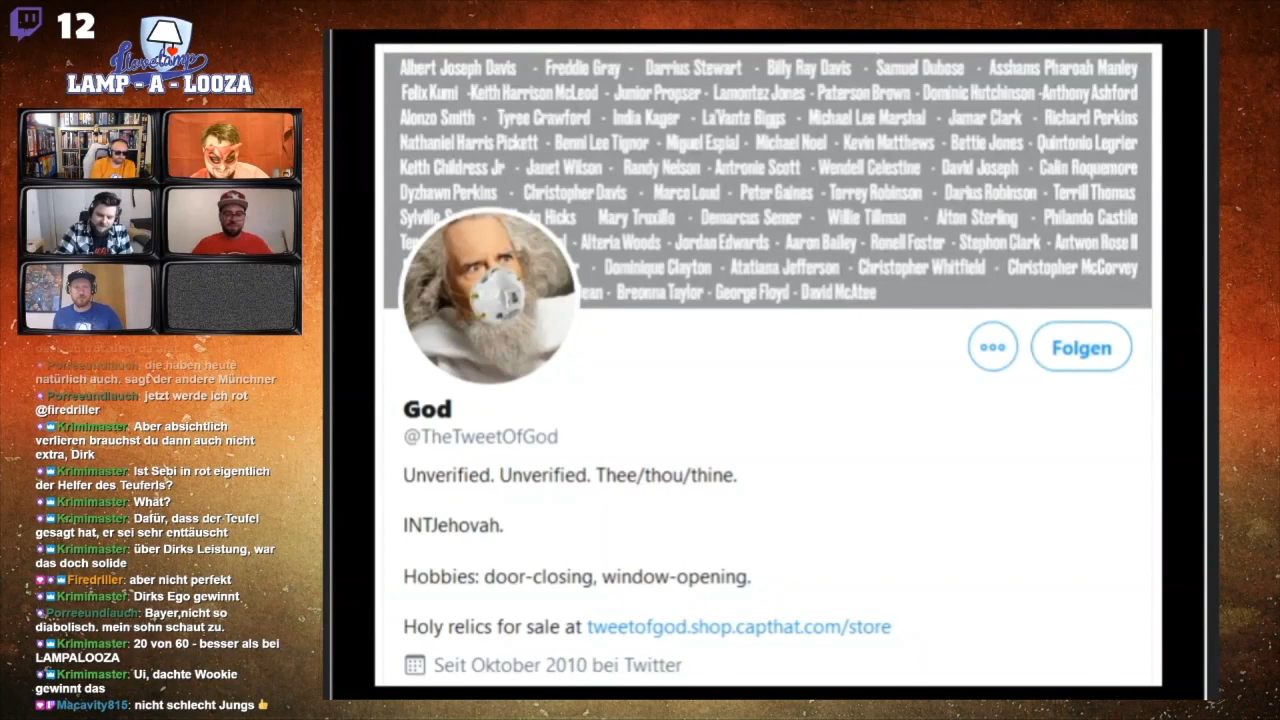 12
Ilovelamp
LAMP-A-LOOZA
Porreeundlauch: die haben heute
natürlich auch. sagt der andere Münchner
Porreeundlauch: jetzt werde ich rot
@firedriller
Krimimaster: Aber absichtlich
verlieren brauchst du dann auch nicht
extra, Dirk
Krimimaster: Ist Sebi in rot eigentlich
der Helfer des Teuferls?
Krimimaster: What?
Krimimaster: Dafür, dass der Teufel
gesagt hat, er sei sehr enttäuscht
Krimimaster: über Dirks Leistung, war
das doch solide
Firedriller: aber nicht perfekt
Krimimaster: Dirks Ego gewinnt
Porreeundlauch: Bayer,nicht so
diabolisch. mein sohn schaut zu.
Krimimaster: 20 von 60 - besser als bei
LAMPALOOZA
Krimimaster: Ui, dachte Wookie
gewinnt das
Macavity815: nicht schlecht Jungs
Albert Joseph Davis - Freddie Gray - Darrius Stewart - Billy Ray Davis - Samuel Dubose - Asshams Pharoah Manley
Felix Kumi -Keith Harrison McLeod - Junior Propser - Lamontez Jones - Paterson Brown - Dominic Hutchinson -Anthony Ashford
Alonzo Smith - Tyree Crawford - India Kager - La'Vante Biggs - Michael Lee Marshal - Jamar Clark - Richard Perkins
Nathaniel Harris Pickett - Benni Lee Tignor - Miguel Espial - Michael Noel - Kevin Matthews - Bettie Jones - Quintonio Legrier
Keith Childress Jr - Janet Wilson - Randy Nelson - Antronie Scott - Wendell Celestine - David Joseph - Calin Roquemore
Dyzhawn Perkins - Christopher Davis - Marco Loud - Peter Gaines - Torrey Robinson - Darius Robinson - Terrill Thomas
Sylville Hicks Mary Truxillo - Demarcus Semer - Willie Tillman - Alton Sterling - Philando Castile
Alteria Woods - Jordan Edwards - Aaron Bailey - Ronell Foster - Stephon Clark - Antwon Rose II
- Dominique Clayton - Atatiana Jefferson - Christopher Whitfield - Christopher McCorvey
ean - Breonna Taylor - George Floyd - David McAtee
Folgen
God
@TheTweetOfGod
Unverified. Unverified. Thee/thou/thine.
INTJehovah.
Hobbies: door-closing, window-opening.
Holy relics for sale at tweetofgod.shop.capthat.com/store
Seit Oktober 2010 bei Twitter